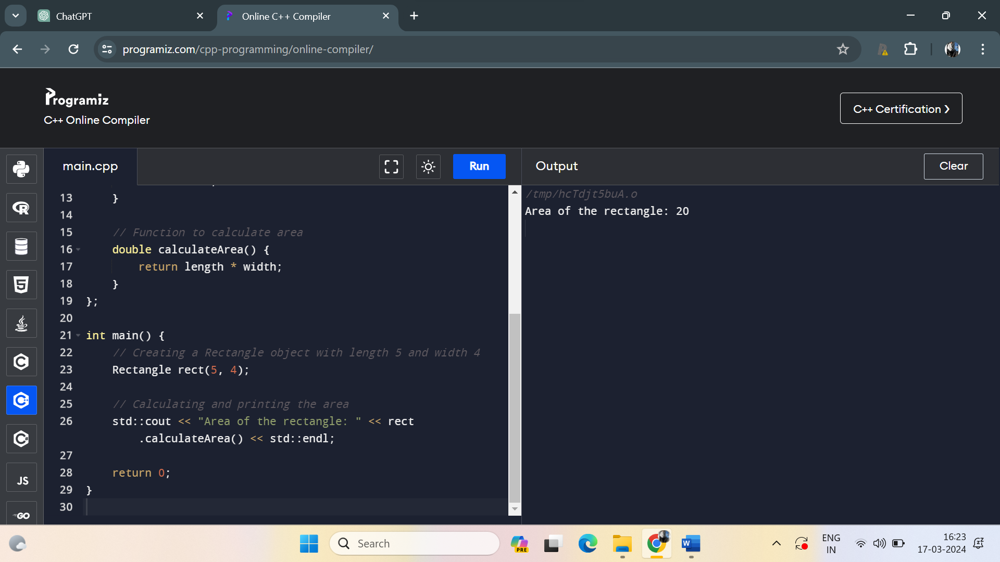 ChatGPT
Online C++ Compiler
programiz.com/cpp-programming/online-compiler/
Programiz
C++ Online Compiler
C++ Certification ❯
main.cpp
Run
Output
Clear
13 }
14
15 // Function to calculate area
16 double calculateArea() {
17 return length * width;
18 }
19 };
20
21 int main() {
22 // Creating a Rectangle object with length 5 and width 4
23 Rectangle rect(5, 4);
24
25 // Calculating and printing the area
26 std::cout << "Area of the rectangle: " << rect
.calculateArea() << std::endl;
27
28 return 0;
29 }
30
/tmp/hcTdjt5buA.o
Area of the rectangle: 20
JS
GO
Search
PRE
W
ENG
IN
16:23
17-03-2024